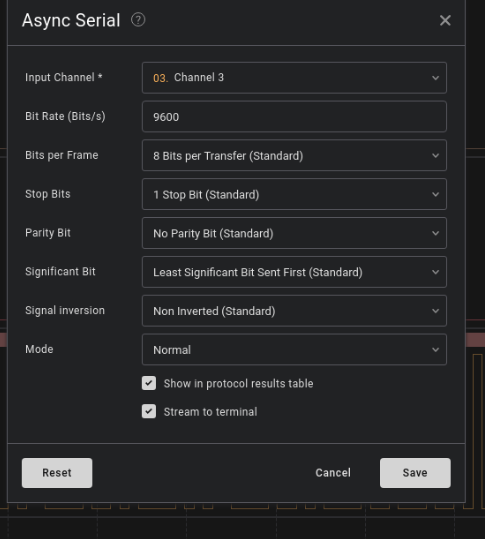 Async Serial ?
Input Channel * 03. Channel 3
Bit Rate (Bits/s) 9600
Bits per Frame 8 Bits per Transfer (Standard)
Stop Bits 1 Stop Bit (Standard)
Parity Bit No Parity Bit (Standard)
Significant Bit Least Significant Bit Sent First (Standard)
Signal inversion Non Inverted (Standard)
Mode Normal
Show in protocol results table
Stream to terminal
Reset Cancel Save